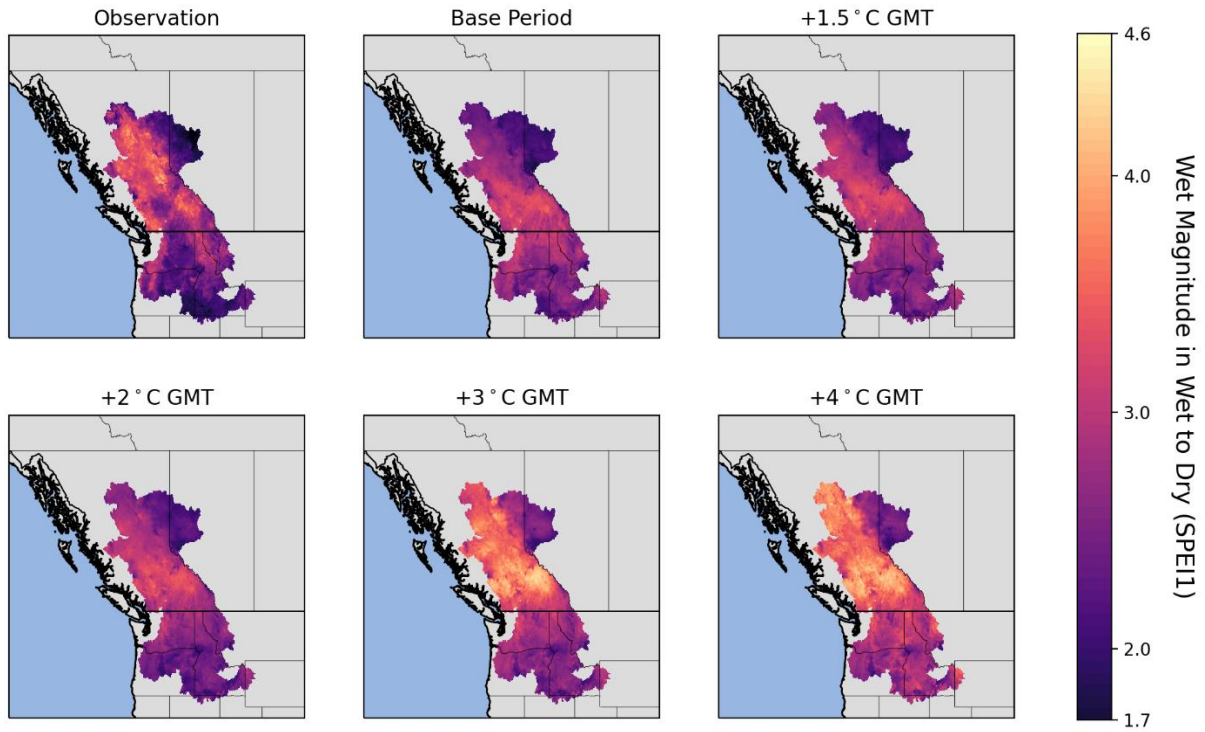 Observation
Base Period
+1.5°C GMT
+2°C GMT
+3°C GMT
+4°C GMT
4.6
4.0
3.0
2.0
1.7
Wet Magnitude in Wet to Dry (SPEI1)